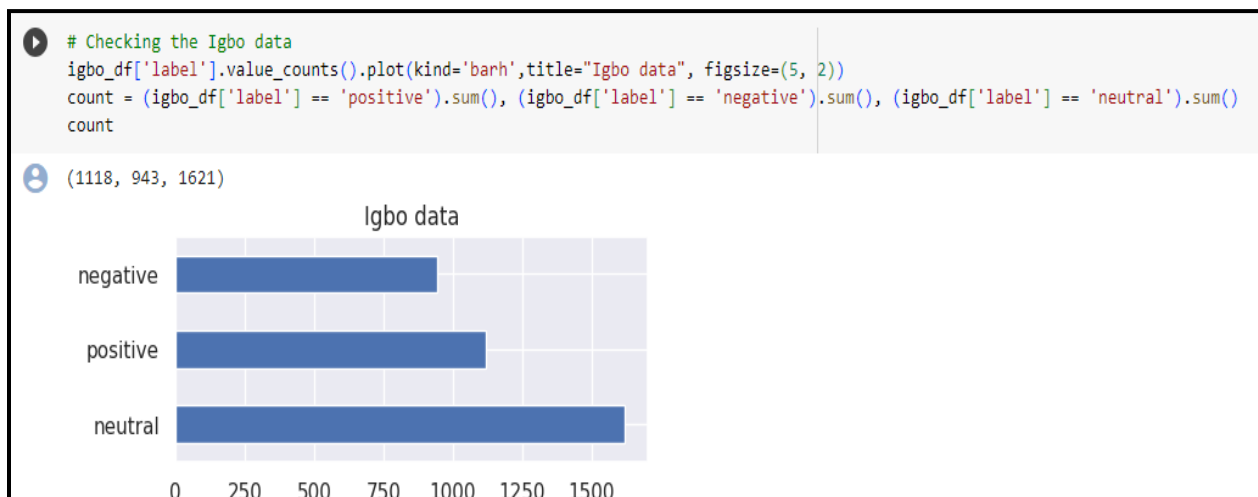 # Checking the Igbo data
igbo_df['label'].value_counts().plot(kind='barh',title="Igbo data", figsize=(5, 2))
count = (igbo_df['label'] == 'positive').sum(), (igbo_df['label'] == 'negative').sum(), (igbo_df['label'] == 'neutral').sum()
count
(1118, 943, 1621)
Igbo data
negative
positive
neutral
0 250 500 750 1000 1250 1500